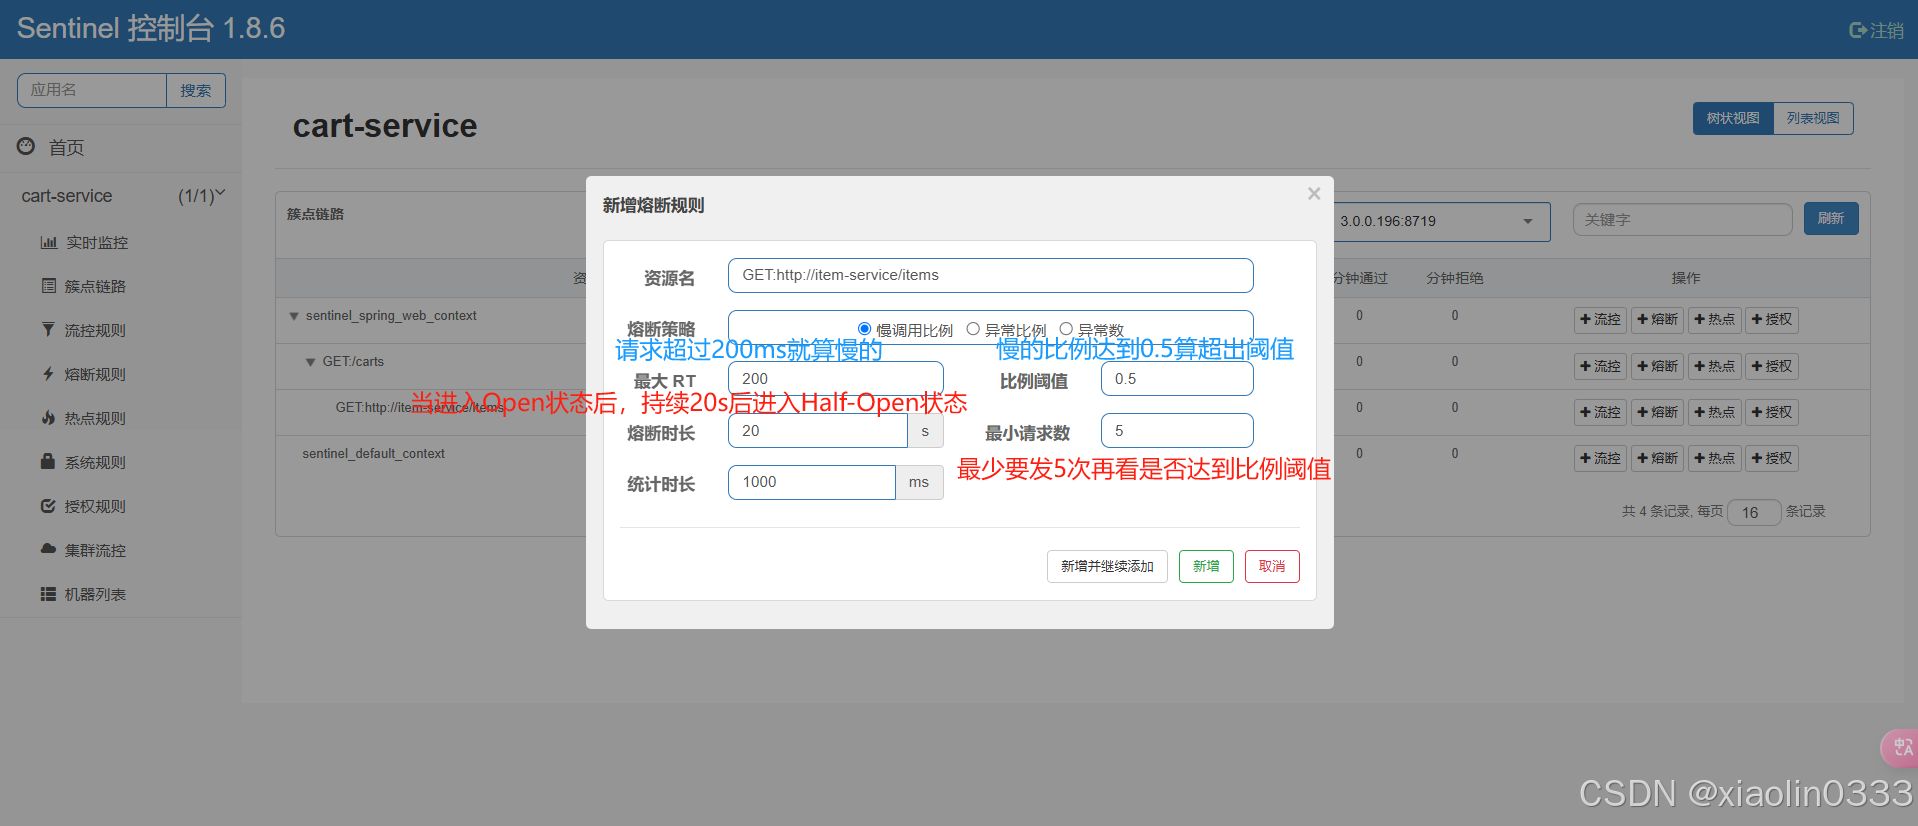 Sentinel 控制台 1.8.6
注销
应用名
搜索
首页
cart-service
(1/1)
实时监控
簇点链路
流控规则
熔断规则
热点规则
系统规则
授权规则
集群流控
机器列表
cart-service
树状视图
列表视图
簇点链路
3.0.0.196:8719
关键字
刷新
资
分钟通过
分钟拒绝
操作
sentinel_spring_web_context
0
0
流控
熔断
热点
授权
GET:/carts
0
0
流控
熔断
热点
授权
GET:http://item-service/items
0
0
流控
熔断
热点
授权
sentinel_default_context
0
0
流控
熔断
热点
授权
共 4 条记录, 每页 16 条记录
新增熔断规则
×
资源名
GET:http://item-service/items
熔断策略
慢调用比例
异常比例
异常数
请求超过200ms就算慢的
慢的比例达到0.5算超出阈值
最大 RT
200
比例阈值
0.5
当进入Open状态后，持续20s后进入Half-Open状态
熔断时长
20
s
最小请求数
5
最少要发5次再看是否达到比例阈值
统计时长
1000
ms
新增并继续添加
新增
取消
中
A
CSDN @xiaolin0333